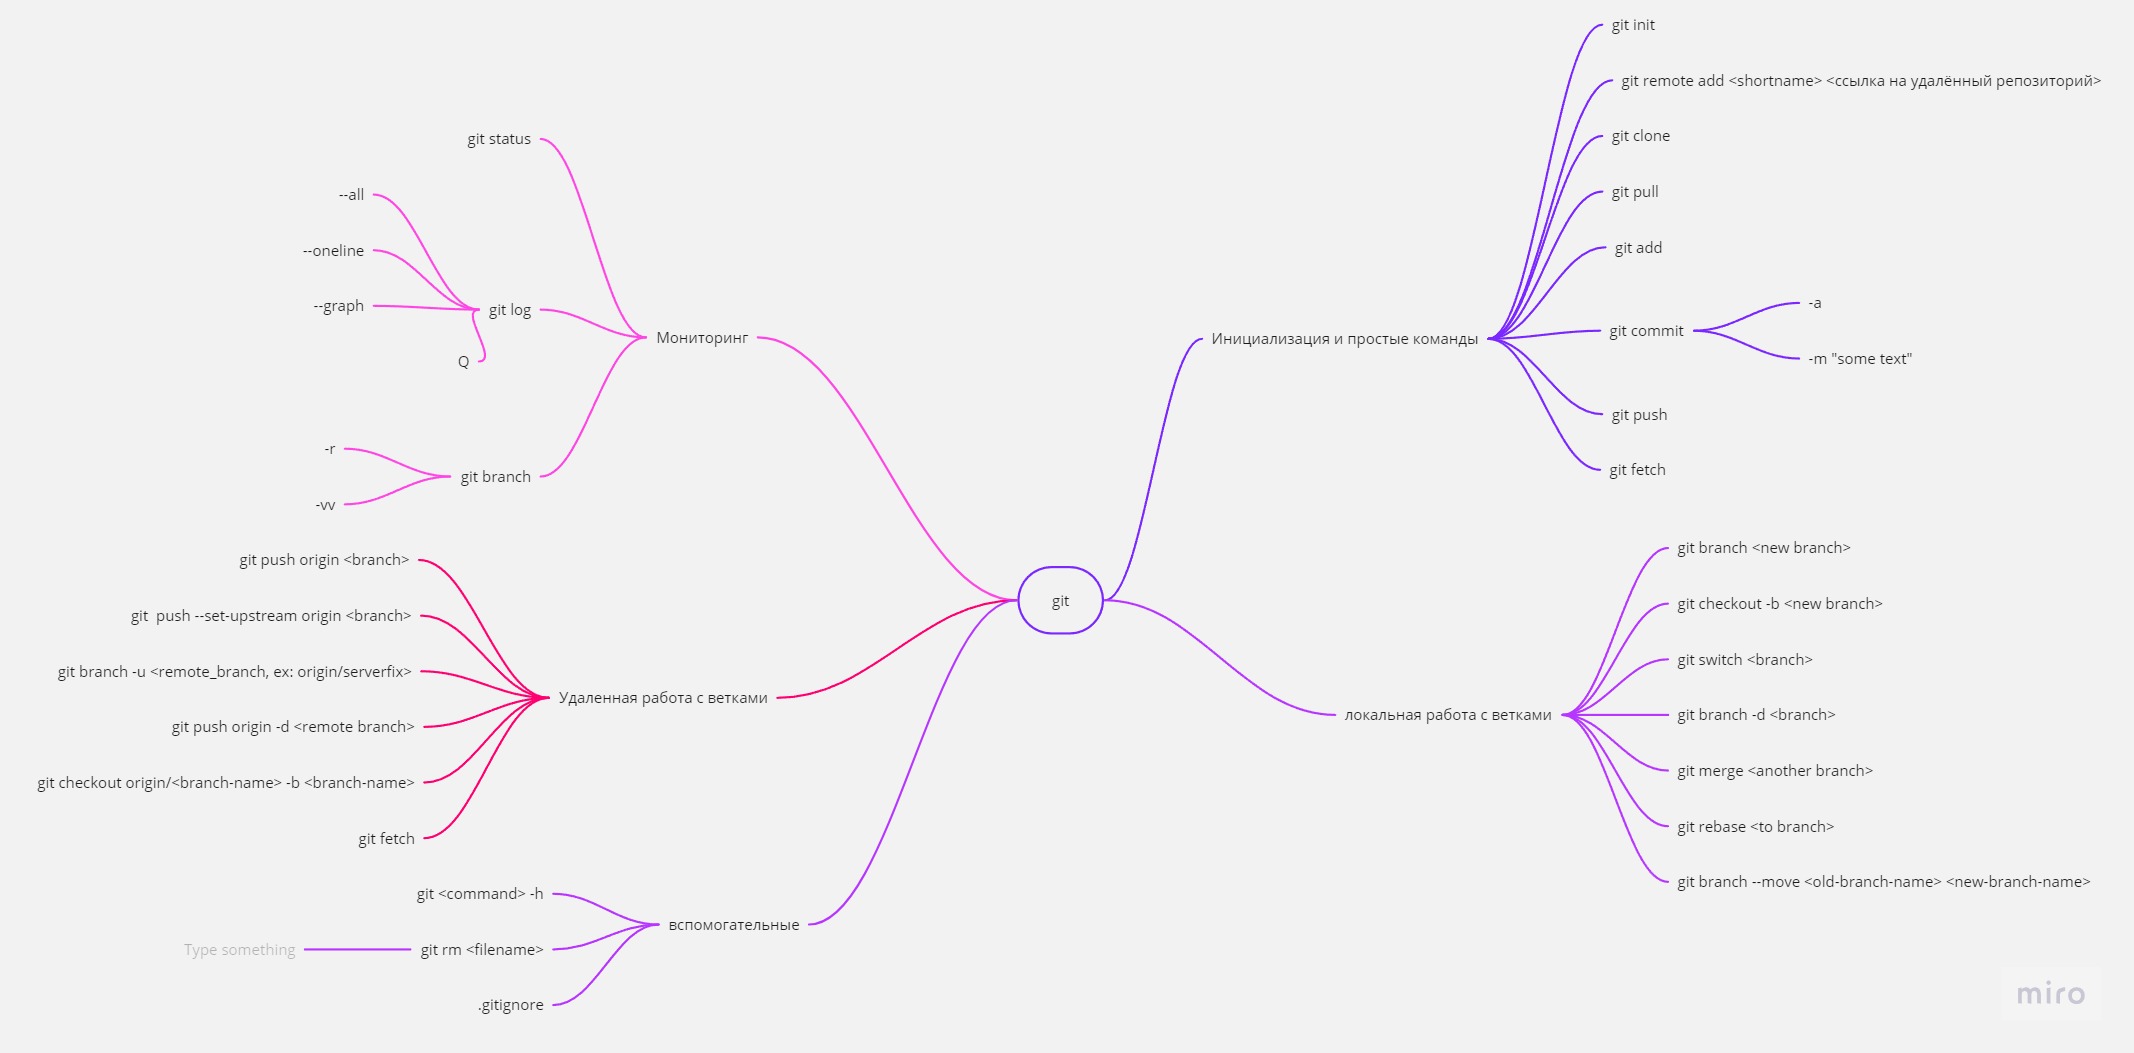 git
Мониторинг
git status
git log
--all
--oneline
--graph
Q
git branch
-r
-vv
Удаленная работа с ветками
git push origin <branch>
git  push --set-upstream origin <branch>
git branch -u <remote_branch, ex: origin/serverfix>
git push origin -d <remote branch>
git checkout origin/<branch-name> -b <branch-name>
git fetch
вспомогательные
git <command> -h
git rm <filename>
Type something
.gitignore
Инициализация и простые команды
git init
git remote add <shortname> <ссылка на удалённый репозиторий>
git clone
git pull
git add
git commit
-a
-m "some text"
git push
git fetch
локальная работа с ветками
git branch <new branch>
git checkout -b <new branch>
git switch <branch>
git branch -d <branch>
git merge <another branch>
git rebase <to branch>
git branch --move <old-branch-name> <new-branch-name>
miro